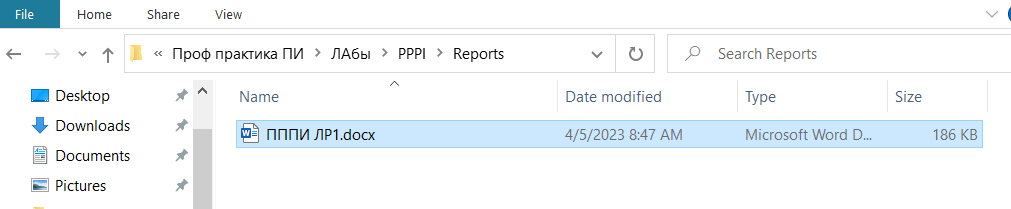 File Home Share View
« Проф практика ПИ > ЛАбы > PPPI > Reports
Search Reports
Desktop
Downloads
Documents
Pictures
Name Date modified Type Size
ПППИ ЛР1.docx 4/5/2023 8:47 AM Microsoft Word D... 186 KB